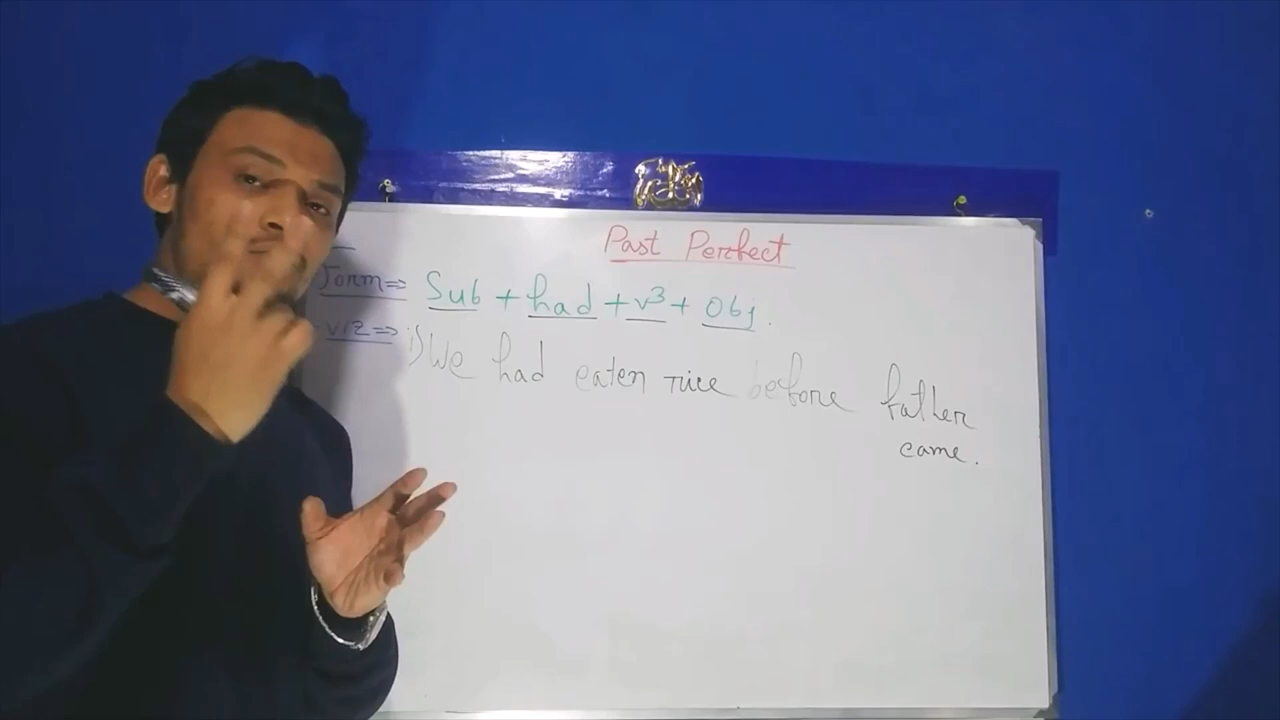 Past Perfect
Form⇒ Sub + had + v³ + Obj.
viz⇒ i) We had eaten rice before father
came.